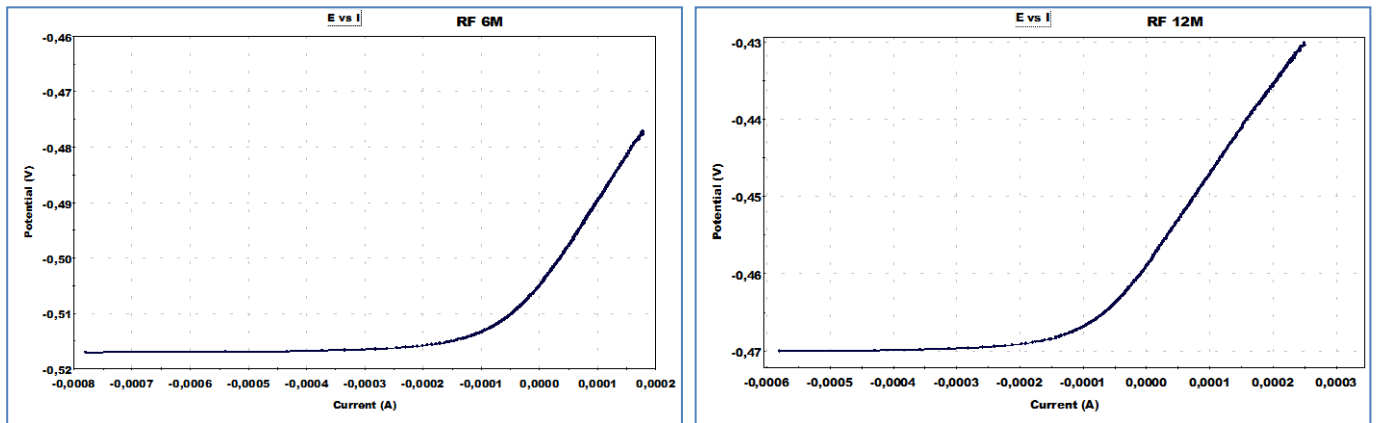 E vs I RF 6M
-0,46
-0,47
-0,48
-0,49
-0,50
-0,51
-0,52
Potential (V)
-0,0008 -0,0007 -0,0006 -0,0005 -0,0004 -0,0003 -0,0002 -0,0001 0,0000 0,0001 0,0002
Current (A)
E vs I RF 12M
-0,43
-0,44
-0,45
-0,46
-0,47
Potential (V)
-0,0006 -0,0005 -0,0004 -0,0003 -0,0002 -0,0001 0,0000 0,0001 0,0002 0,0003
Current (A)